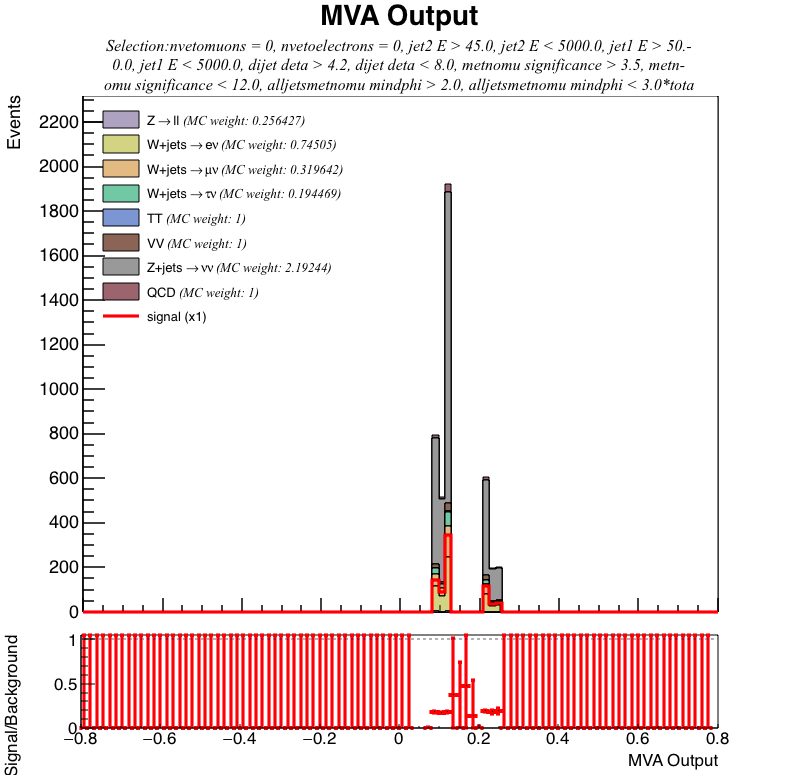 MVA Output
Selection:nvetomuons = 0, nvetoelectrons = 0, jet2 E > 45.0, jet2 E < 5000.0, jet1 E > 50.-
0.0, jet1 E < 5000.0, dijet deta > 4.2, dijet deta < 8.0, metnomu significance > 3.5, metn-
omu significance < 12.0, alljetsmetnomu mindphi > 2.0, alljetsmetnomu mindphi < 3.0*tota
Events
2200
2000
1800
1600
1400
1200
1000
800
600
400
200
0
Z→ll (MC weight: 0.256427)
W+jets→eν (MC weight: 0.74505)
W+jets→μν (MC weight: 0.319642)
W+jets→τν (MC weight: 0.194469)
TT (MC weight: 1)
VV (MC weight: 1)
Z+jets→νν (MC weight: 2.19244)
QCD (MC weight: 1)
signal (x1)
Signal/Background
1
0.5
0
−0.8 −0.6 −0.4 −0.2 0 0.2 0.4 0.6 0.8
MVA Output